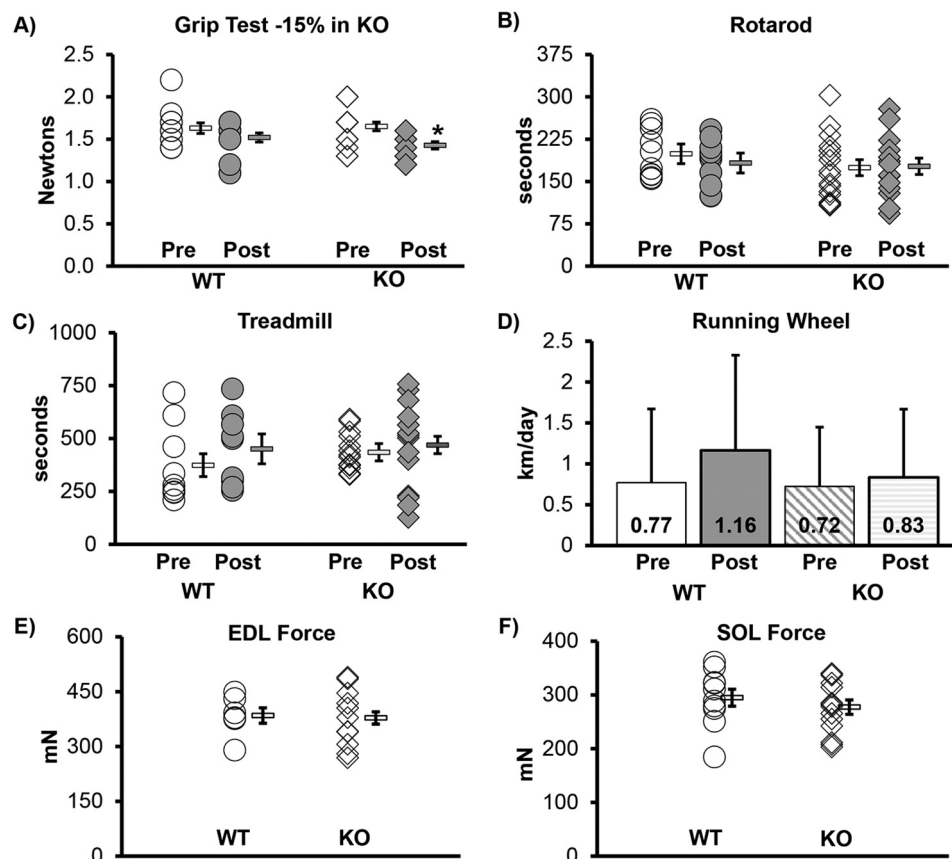 A) Grip Test -15% in KO
2.5
2.0
1.5
1.0
0.5
0.0
Newtons
*
Pre Post Pre Post
WT KO
B) Rotarod
375
300
225
150
75
0
seconds
Pre Post Pre Post
WT KO
C) Treadmill
1000
750
500
250
0
seconds
Pre Post Pre Post
WT KO
D) Running Wheel
2.5
2
1.5
1
0.5
0
km/day
0.77 1.16 0.72 0.83
Pre Post Pre Post
WT KO
E) EDL Force
600
450
300
150
0
mN
WT KO
F) SOL Force
400
300
200
100
0
mN
WT KO